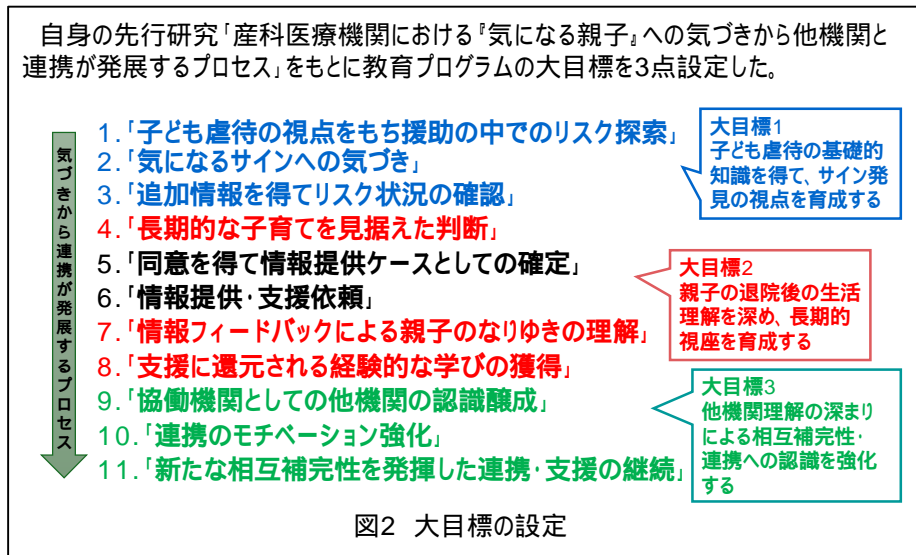 自身の先行研究「産科医療機関における『気になる親子』への気づきから他機関と
連携が発展するプロセス」をもとに教育プログラムの大目標を3点設定した。
気づきから連携が発展するプロセス
1.「子ども虐待の視点をもち援助の中でのリスク探索」
2.「気になるサインへの気づき」
3.「追加情報を得てリスク状況の確認」
4.「長期的な子育てを見据えた判断」
5.「同意を得て情報提供ケースとしての確定」
6.「情報提供・支援依頼」
7.「情報フィードバックによる親子のなりゆきの理解」
8.「支援に還元される経験的な学びの獲得」
9.「協働機関としての他機関の認識醸成」
10.「連携のモチベーション強化」
11.「新たな相互補完性を発揮した連携・支援の継続」
大目標1
子ども虐待の基礎的
知識を得て、サイン発
見の視点を育成する
大目標2
親子の退院後の生活
理解を深め、長期的
視座を育成する
大目標3
他機関理解の深まり
による相互補完性・
連携への認識を強化
する
図2 大目標の設定